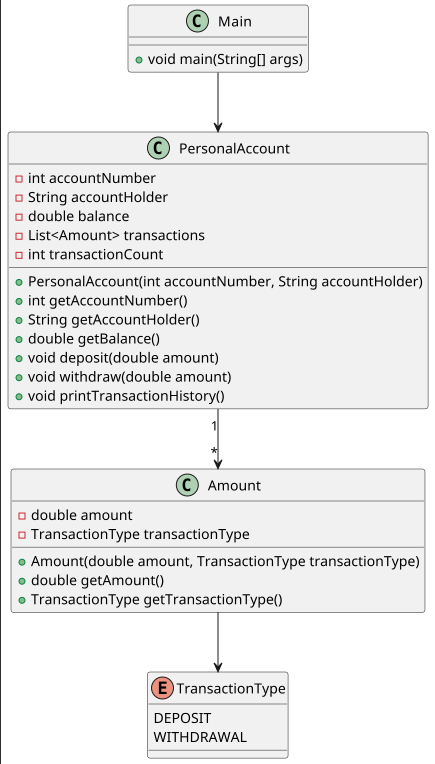 C Main
void main(String[] args)
C PersonalAccount
int accountNumber
String accountHolder
double balance
List<Amount> transactions
int transactionCount
PersonalAccount(int accountNumber, String accountHolder)
int getAccountNumber()
String getAccountHolder()
double getBalance()
void deposit(double amount)
void withdraw(double amount)
void printTransactionHistory()
1
*
C Amount
double amount
TransactionType transactionType
Amount(double amount, TransactionType transactionType)
double getAmount()
TransactionType getTransactionType()
E TransactionType
DEPOSIT
WITHDRAWAL